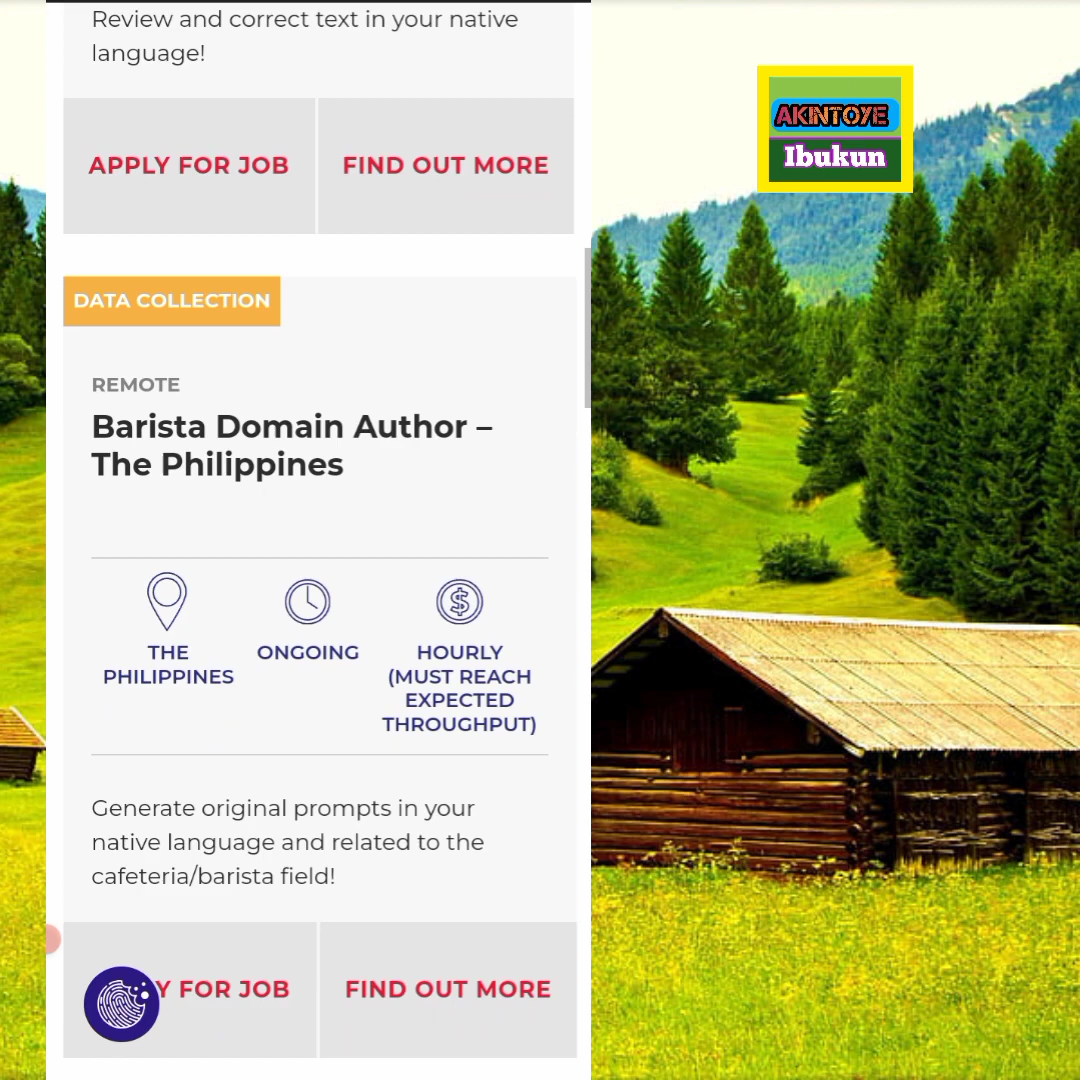 Review and correct text in your native
language!
APPLY FOR JOB
FIND OUT MORE
DATA COLLECTION
REMOTE
Barista Domain Author –
The Philippines
THE
PHILIPPINES
ONGOING
HOURLY
(MUST REACH
EXPECTED
THROUGHPUT)
Generate original prompts in your
native language and related to the
cafeteria/barista field!
Y FOR JOB
FIND OUT MORE
AKINTOYE
Ibukun